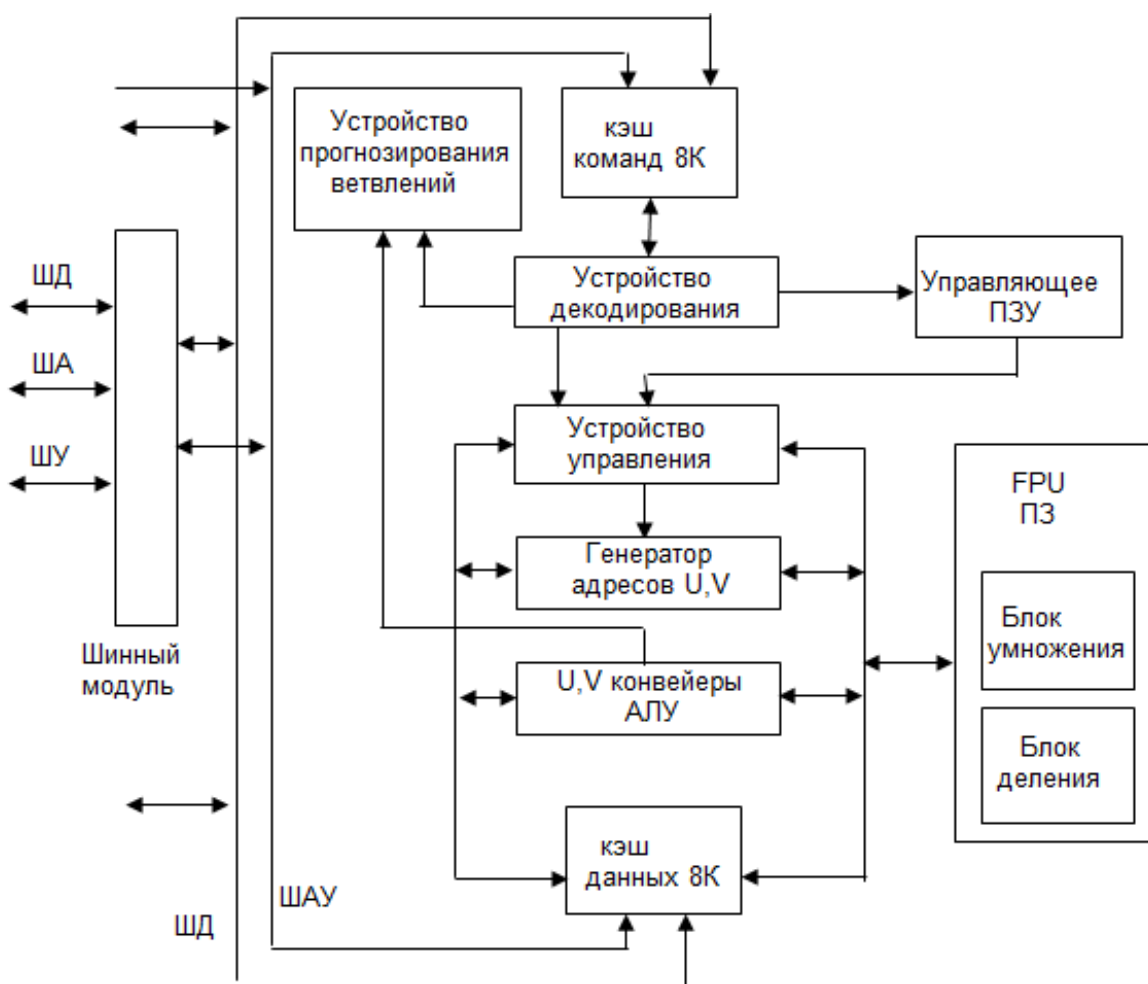 Устройство
прогнозирования
ветвлений
кэш
команд 8К
ШД
ША
ШУ
Шинный
модуль
Устройство
декодирования
Управляющее
ПЗУ
Устройство
управления
Генератор
адресов U,V
U,V конвейеры
АЛУ
FPU
ПЗ
Блок
умножения
Блок
деления
кэш
данных 8К
ШАУ
ШД